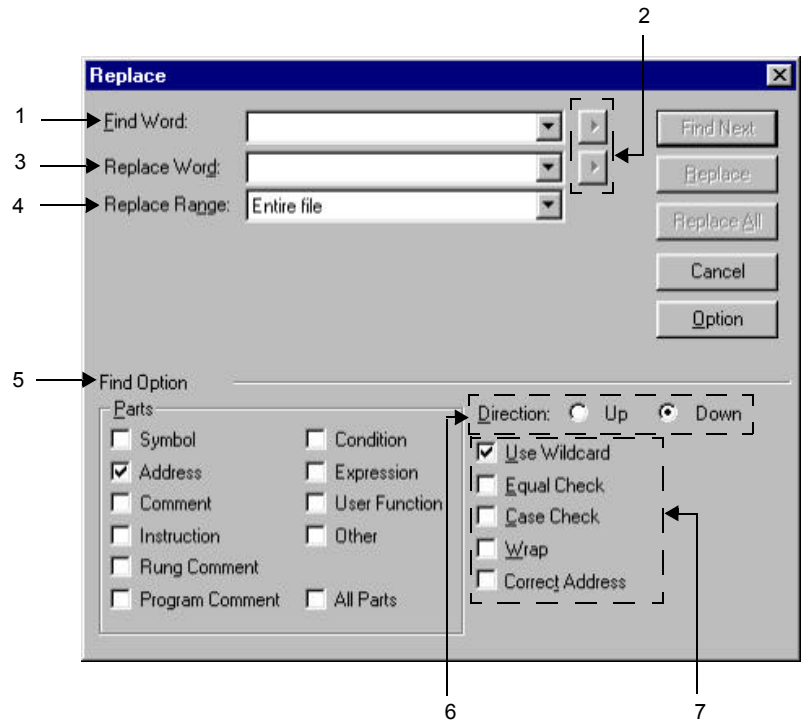 2
Replace
1
Find Word:
Find Next
3
Replace Word:
Replace
4
Replace Range:
Entire file
Replace All
Cancel
Option
5
Find Option
Parts
Direction: Up Down
Symbol
Condition
Use Wildcard
Address
Expression
Equal Check
Comment
User Function
Case Check
Instruction
Other
Wrap
Rung Comment
Correct Address
Program Comment
All Parts
6
7